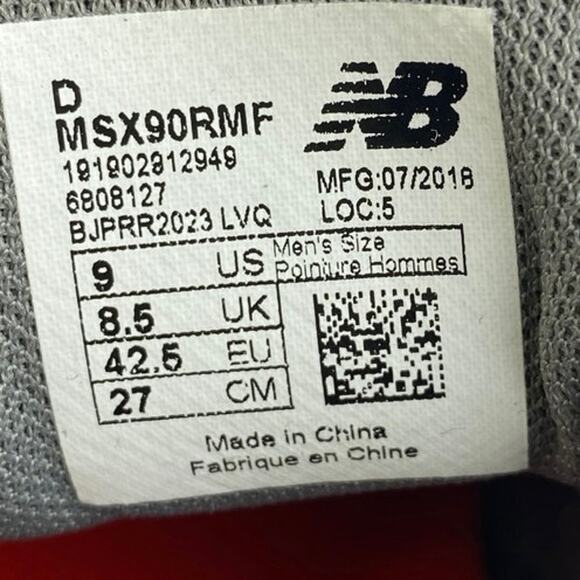 D
MSX90RMF
NB
191902912949
6808127
MFG:07/2018
BJPRR2023 LVQ
LOC:5
9 US Men's Size
Pointure Hommes
8.5 UK
42.5 EU
27 CM
Made in China
Fabrique en Chine